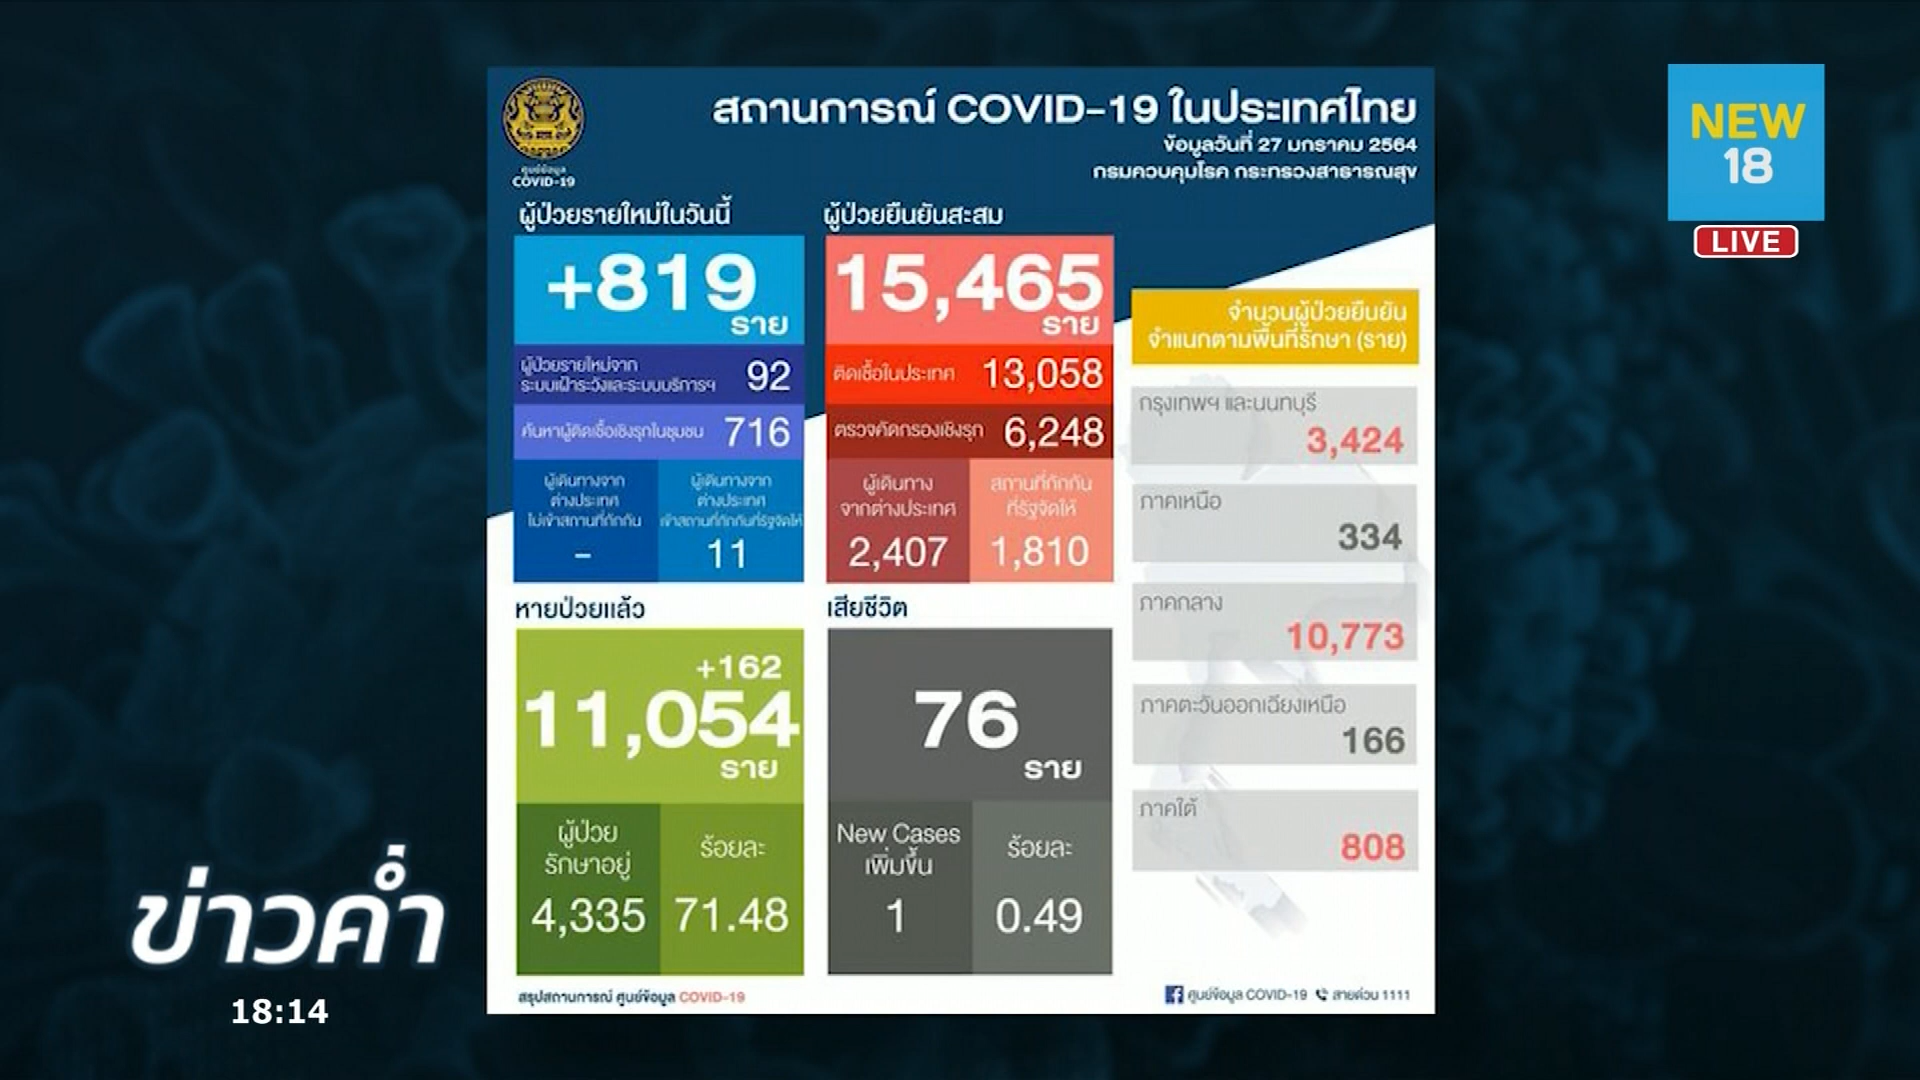 สถานการณ์ COVID-19 ในประเทศไทย
ข้อมูลวันที่ 27 มกราคม 2564
กรมควบคุมโรค กระทรวงสาธารณสุข
ศูนย์ข้อมูล
COVID-19
NEW
18
LIVE
ผู้ป่วยรายใหม่ในวันนี้
+819
ราย
ผู้ป่วยรายใหม่จาก
ระบบเฝ้าระวังและระบบบริการฯ
92
ค้นหาผู้ติดเชื้อเชิงรุกในชุมชน
716
ผู้เดินทางจาก
ต่างประเทศ
ไม่เข้าสถานที่กักกัน
-
ผู้เดินทางจาก
ต่างประเทศ
เข้าสถานที่กักกันที่รัฐจัดให้
11
ผู้ป่วยยืนยันสะสม
15,465
ราย
ติดเชื้อในประเทศ
13,058
ตรวจคัดกรองเชิงรุก
6,248
ผู้เดินทาง
จากต่างประเทศ
2,407
สถานที่กักกัน
ที่รัฐจัดให้
1,810
จำนวนผู้ป่วยยืนยัน
จำแนกตามพื้นที่รักษา (ราย)
กรุงเทพฯ และนนทบุรี
3,424
ภาคเหนือ
334
ภาคกลาง
10,773
ภาคตะวันออกเฉียงเหนือ
166
ภาคใต้
808
หายป่วยแล้ว
+162
11,054
ราย
ผู้ป่วย
รักษาอยู่
4,335
ร้อยละ
71.48
เสียชีวิต
76
ราย
New Cases
เพิ่มขึ้น
1
ร้อยละ
0.49
สรุปสถานการณ์ ศูนย์ข้อมูล COVID-19
ศูนย์ข้อมูล COVID-19 สายด่วน 1111
ข่าวค่ำ
18:14